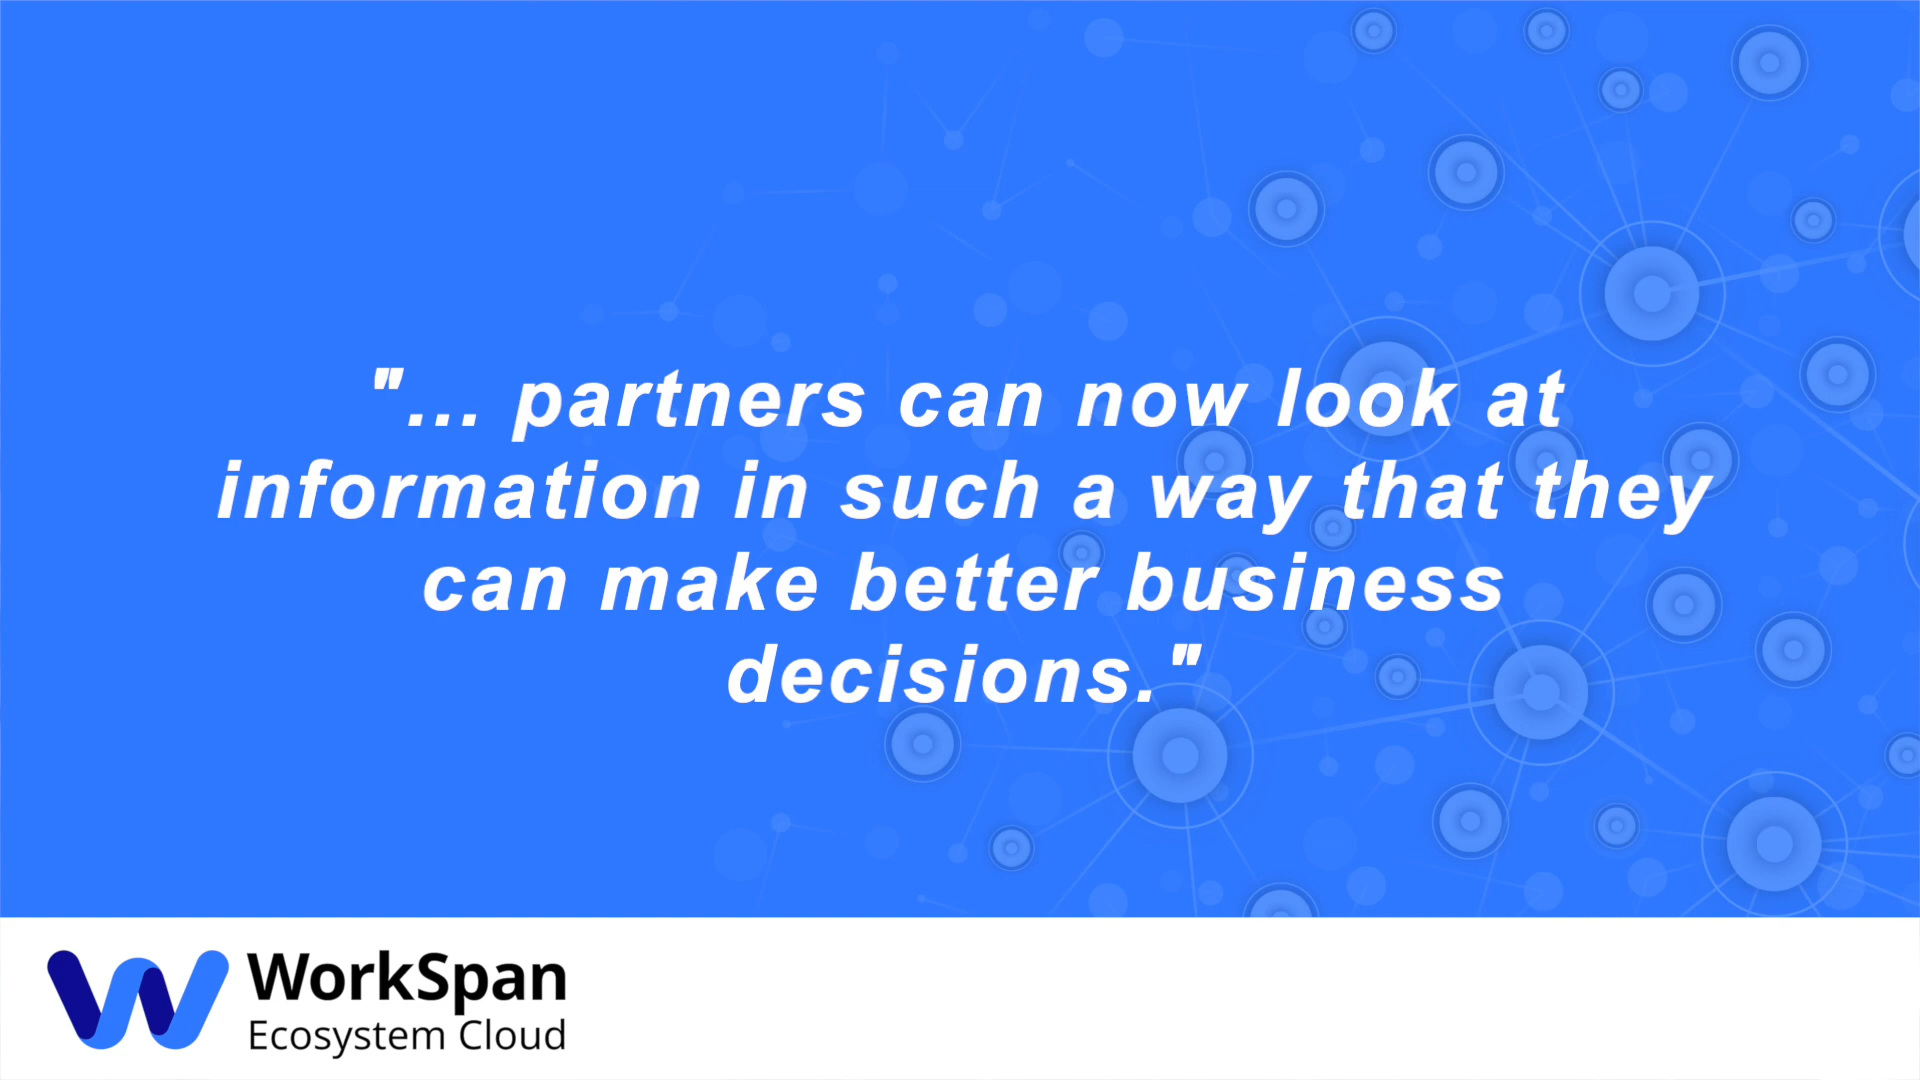 "... partners can now look at
information in such a way that they
can make better business
decisions."
WorkSpan
Ecosystem Cloud